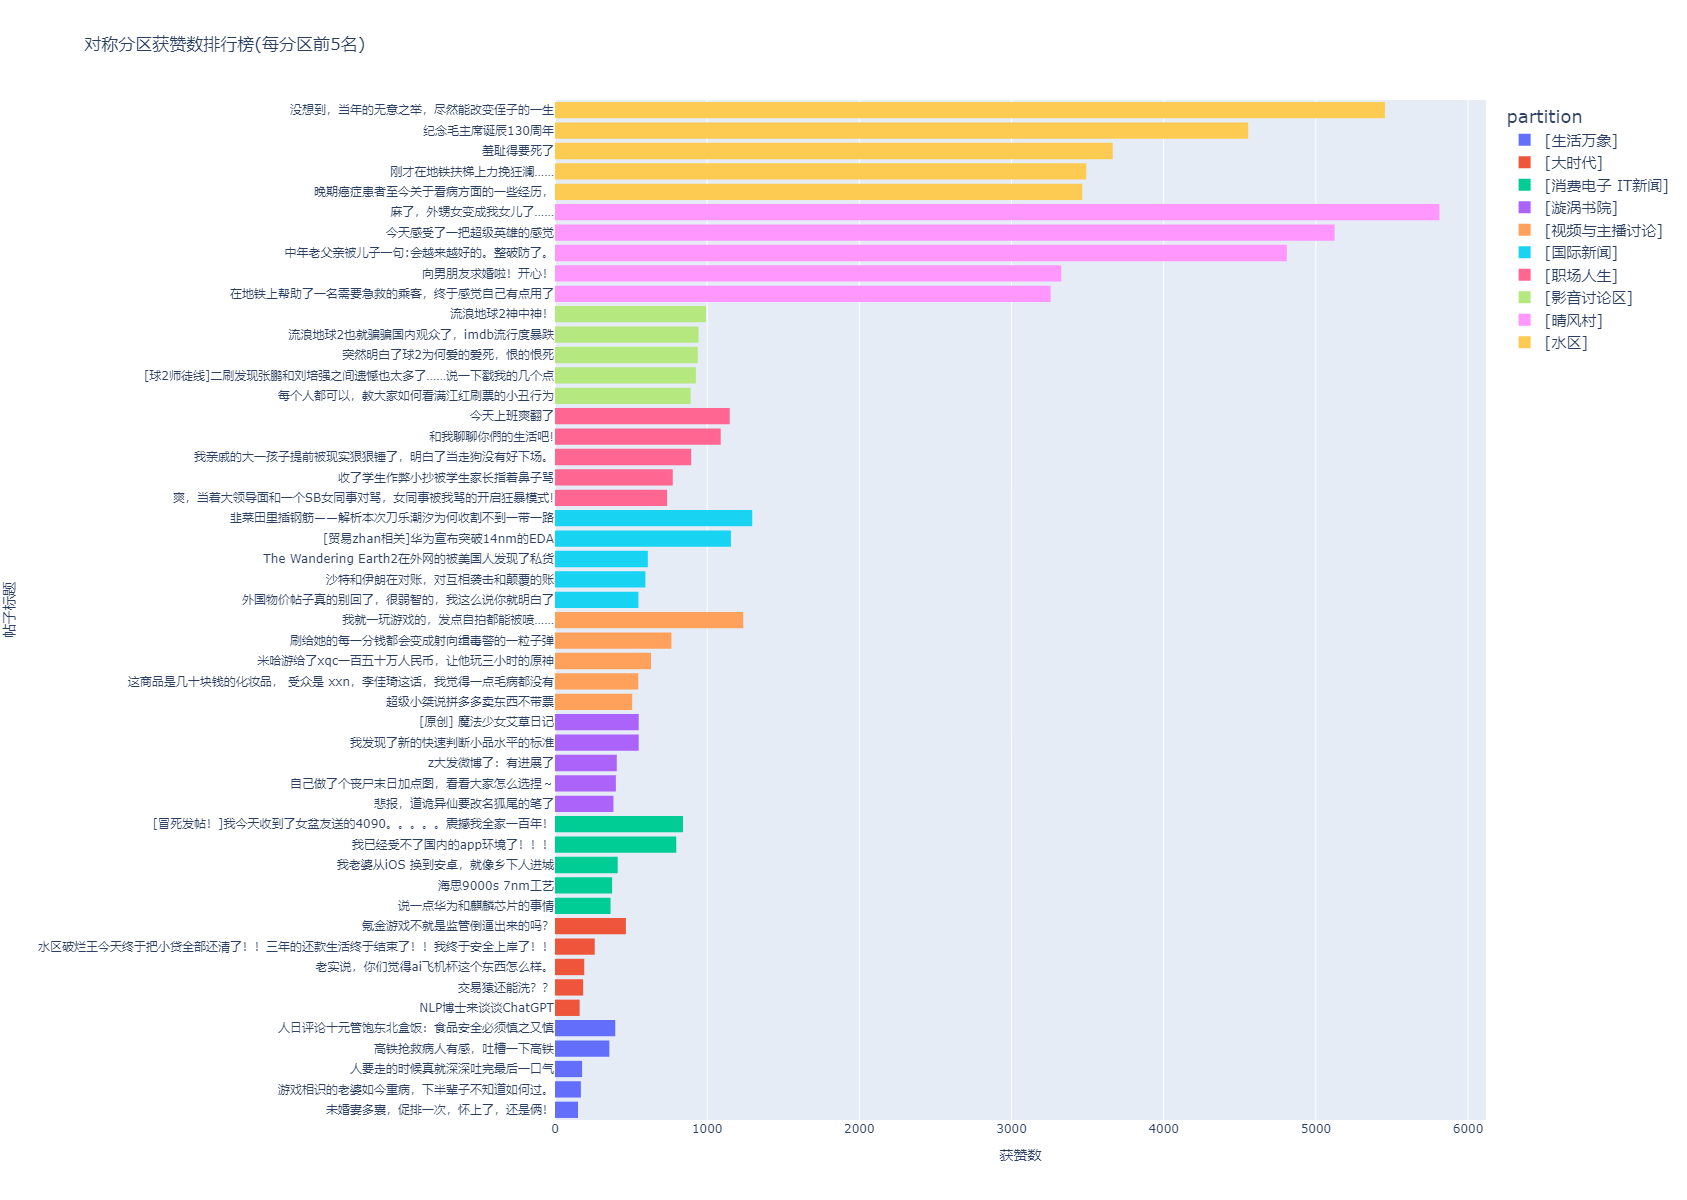 对称分区获赞数排行榜(每分区前5名)
没想到，当年的无意之举，尽然能改变侄子的一生
纪念毛主席诞辰130周年
羞耻得要死了
刚才在地铁扶梯上力挽狂澜……
晚期癌症患者至今关于看病方面的一些经历，
麻了，外甥女变成我女儿了……
今天感受了一把超级英雄的感觉
中年老父亲被儿子一句:会越来越好的。整破防了。
向男朋友求婚啦！开心！
在地铁上帮助了一名需要急救的乘客，终于感觉自己有点用了
流浪地球2神中神！
流浪地球2也就骗骗国内观众了，imdb流行度暴跌
突然明白了球2为何爱的爱死，恨的恨死
[球2师徒线]二刷发现张鹏和刘培强之间遗憾也太多了……说一下戳我的几个点
每个人都可以，教大家如何看满江红刷票的小丑行为
今天上班爽翻了
和我聊聊你們的生活吧!
我亲戚的大一孩子提前被现实狠狠锤了，明白了当走狗没有好下场。
收了学生作弊小抄被学生家长指着鼻子骂
爽，当着大领导面和一个SB女同事对骂，女同事被我骂的开启狂暴模式!
韭菜田里插钢筋——解析本次刀乐潮汐为何收割不到一带一路
[贸易zhan相关]华为宣布突破14nm的EDA
The Wandering Earth2在外网的被美国人发现了私货
沙特和伊朗在对账，对互相袭击和颠覆的账
外国物价帖子真的别回了，很弱智的，我这么说你就明白了
我就一玩游戏的，发点自拍都能被喷……
刷给她的每一分钱都会变成射向缉毒警的一粒子弹
米哈游给了xqc一百五十万人民币，让他玩三小时的原神
这商品是几十块钱的化妆品， 受众是 xxn，李佳琦这话，我觉得一点毛病都没有
超级小桀说拼多多卖东西不带票
[原创] 魔法少女艾草日记
我发现了新的快速判断小品水平的标准
z大发微博了：有进展了
自己做了个丧尸末日加点图，看看大家怎么选捏～
悲报，道诡异仙要改名狐尾的笔了
[冒死发帖！]我今天收到了女盆友送的4090。。。。。震撼我全家一百年！
我已经受不了国内的app环境了！！！
我老婆从iOS 换到安卓，就像乡下人进城
海思9000s 7nm工艺
说一点华为和麒麟芯片的事情
氪金游戏不就是监管倒逼出来的吗？
水区破烂王今天终于把小贷全部还清了！！三年的还款生活终于结束了！！我终于安全上岸了！！
老实说，你们觉得ai飞机杯这个东西怎么样。
交易猿还能洗？？
NLP博士来谈谈ChatGPT
人日评论十元管饱东北盒饭：食品安全必须慎之又慎
高铁抢救病人有感，吐槽一下高铁
人要走的时候真就深深吐完最后一口气
游戏相识的老婆如今重病，下半辈子不知道如何过。
未婚妻多囊，促排一次，怀上了，还是俩！
帖子标题
0 1000 2000 3000 4000 5000 6000
获赞数
partition
[生活万象]
[大时代]
[消费电子 IT新闻]
[漩涡书院]
[视频与主播讨论]
[国际新闻]
[职场人生]
[影音讨论区]
[晴风村]
[水区]